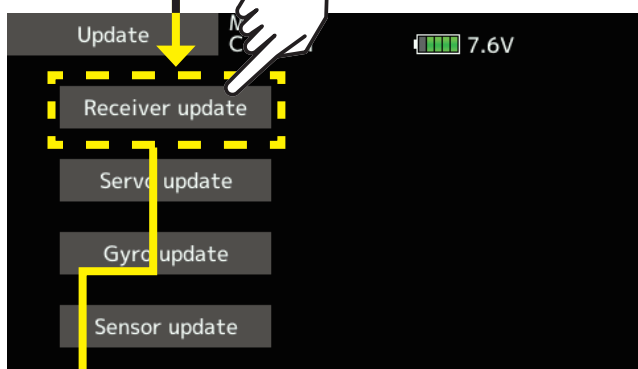 Update
7.6V
Receiver update
Servo update
Gyro update
Sensor update